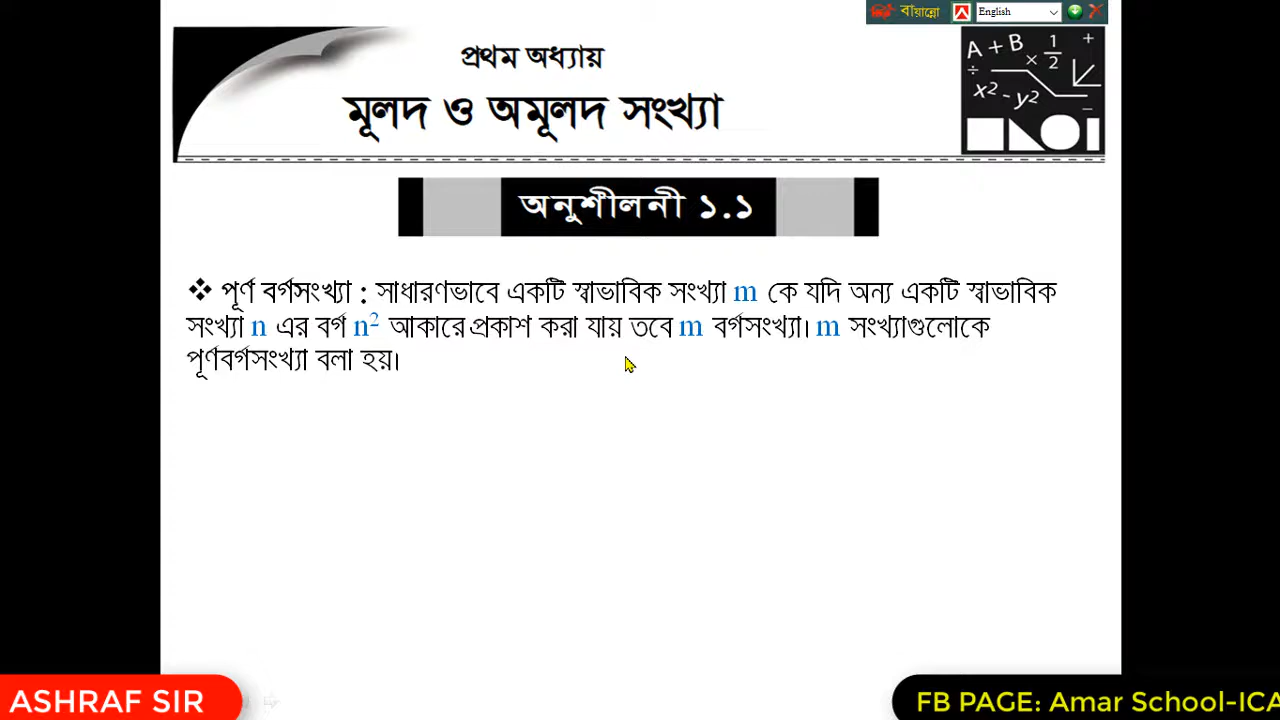 বায়ান্নো English
প্রথম অধ্যায়
মূলদ ও অমূলদ সংখ্যা
A + B × 1/2 +
÷
x² - y² −
অনুশীলনী ১.১
❖ পূর্ণ বর্গসংখ্যা : সাধারণভাবে একটি স্বাভাবিক সংখ্যা m কে যদি অন্য একটি স্বাভাবিক
সংখ্যা n এর বর্গ n² আকারে প্রকাশ করা যায় তবে m বর্গসংখ্যা। m সংখ্যাগুলোকে
পূর্ণবর্গসংখ্যা বলা হয়।
ASHRAF SIR
FB PAGE: Amar School-ICA